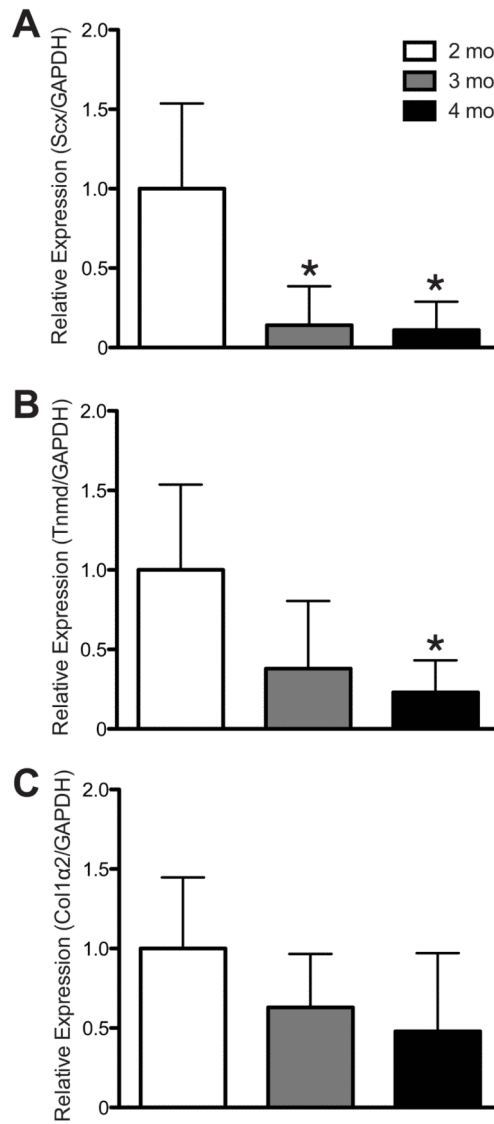 A
Relative Expression (Scx/GAPDH)
2.0
1.5
1.0
0.5
0
2 mo
3 mo
4 mo
*
*
B
Relative Expression (Tnmd/GAPDH)
2.0
1.5
1.0
0.5
0
*
C
Relative Expression (Col1α2/GAPDH)
2.0
1.5
1.0
0.5
0